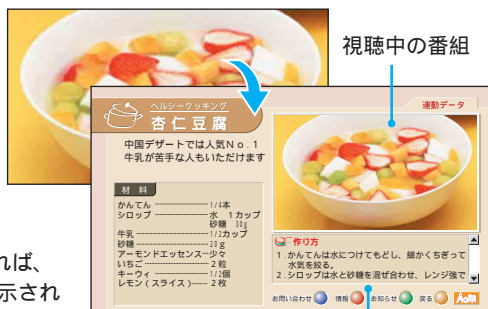 視聴中の番組
連動データ
ヘルシークッキング
杏仁豆腐
中国デザートでは人気No.1
牛乳が苦手な人もいただけます
材料
かんてん 1/4本
シロップ 水 1カップ
砂糖 30g
牛乳 1/2カップ
砂糖 20g
アーモンドエッセンス 少々
いちご 2粒
キーウィ 1/2個
レモン(スライス) 2枚
作り方
1.かんてんは水につけてもどし、細かくちぎって
水気を絞る。
2.シロップは水と砂糖を混ぜ合わせ、レンジ強で
お問い合わせ 情報 お知らせ 戻る
れば、
示され